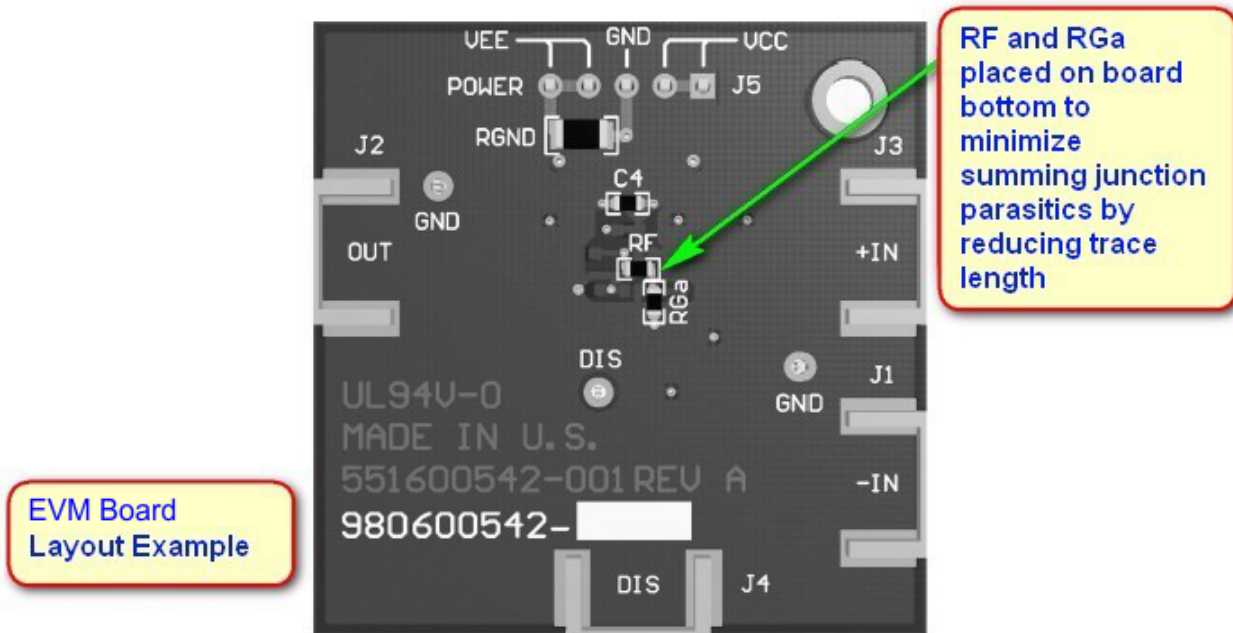 VEE GND VCC
POWER J5
RGND
J2
J3
C4
GND
RF
OUT
+IN
RGa
DIS
J1
GND
UL94V-0
MADE IN U.S.
551600542-001 REV A
-IN
980600542-
DIS J4
RF and RGa
placed on board
bottom to
minimize
summing junction
parasitics by
reducing trace
length
EVM Board
Layout Example